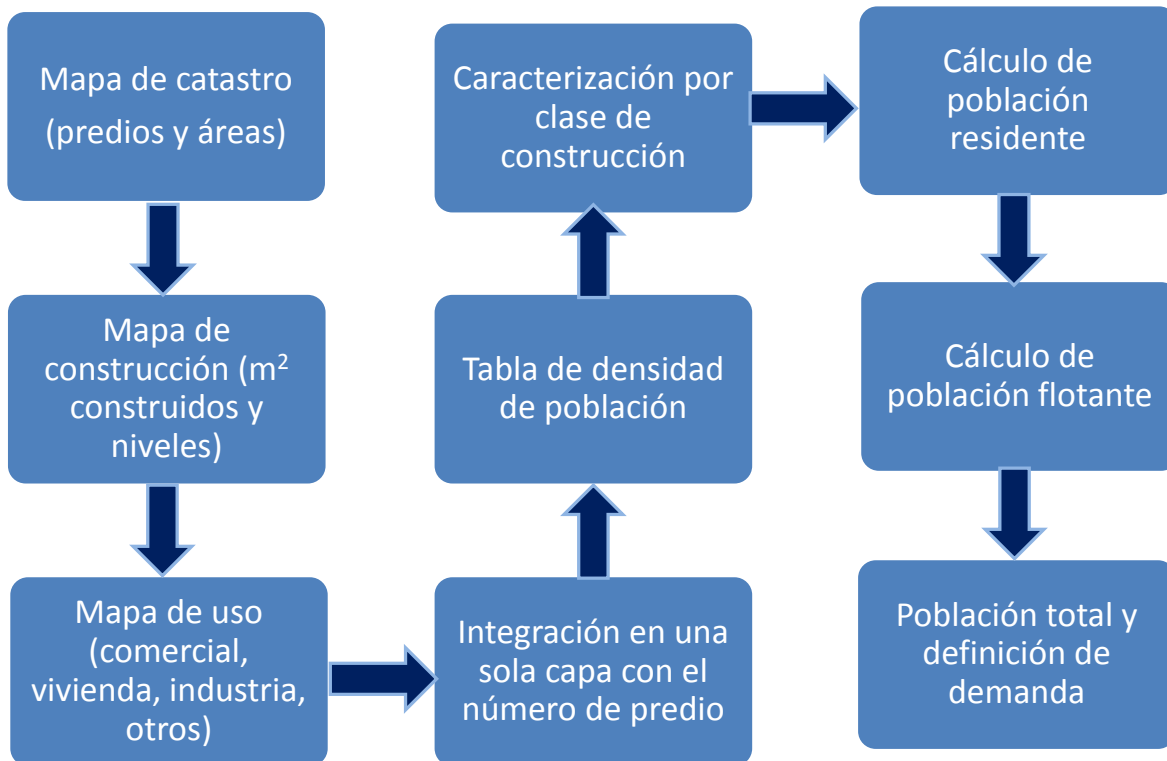 Mapa de catastro
(predios y áreas)
Mapa de
construcción (m²
construidos y
niveles)
Mapa de uso
(comercial,
vivienda, industria,
otros)
Integración en una
sola capa con el
número de predio
Tabla de densidad
de población
Caracterización por
clase de
construcción
Cálculo de
población
residente
Cálculo de
población flotante
Población total y
definición de
demanda